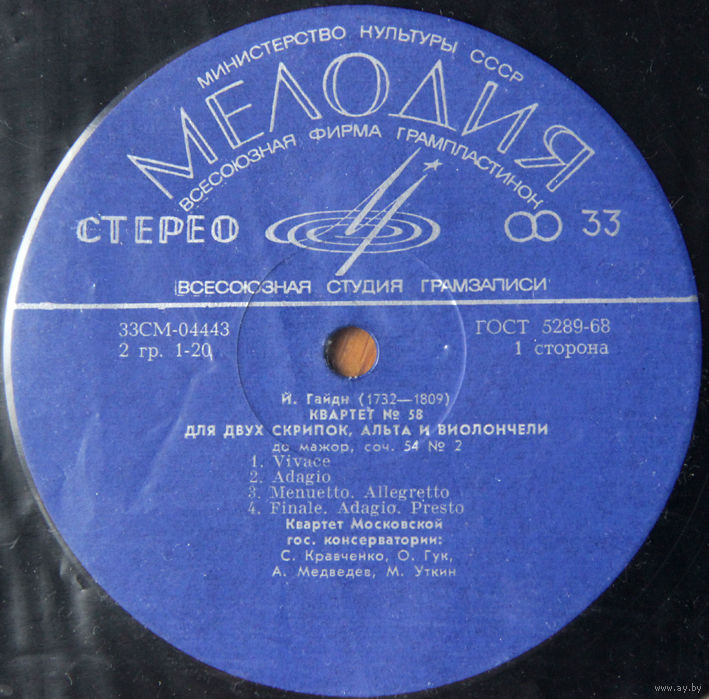 МИНИСТЕРСТВО КУЛЬТУРЫ СССР
МЕЛОДИЯ
ВСЕСОЮЗНАЯ ФИРМА ГРАМПЛАСТИНОК
СТЕРЕО
33
ВСЕСОЮЗНАЯ СТУДИЯ ГРАМЗАПИСИ
33СМ-04443
ГОСТ 5289-68
2 гр. 1-20
1 сторона
Й. Гайдн (1732—1809)
КВАРТЕТ № 58
ДЛЯ ДВУХ СКРИПОК, АЛЬТА И ВИОЛОНЧЕЛИ
до мажор, соч. 54 № 2
1. Vivace
2. Adagio
3. Menuetto. Allegretto
4. Finale. Adagio. Presto
Квартет Московской
гос. консерватории:
С. Кравченко, О. Гук,
А. Медведев, М. Уткин
www.ay.by